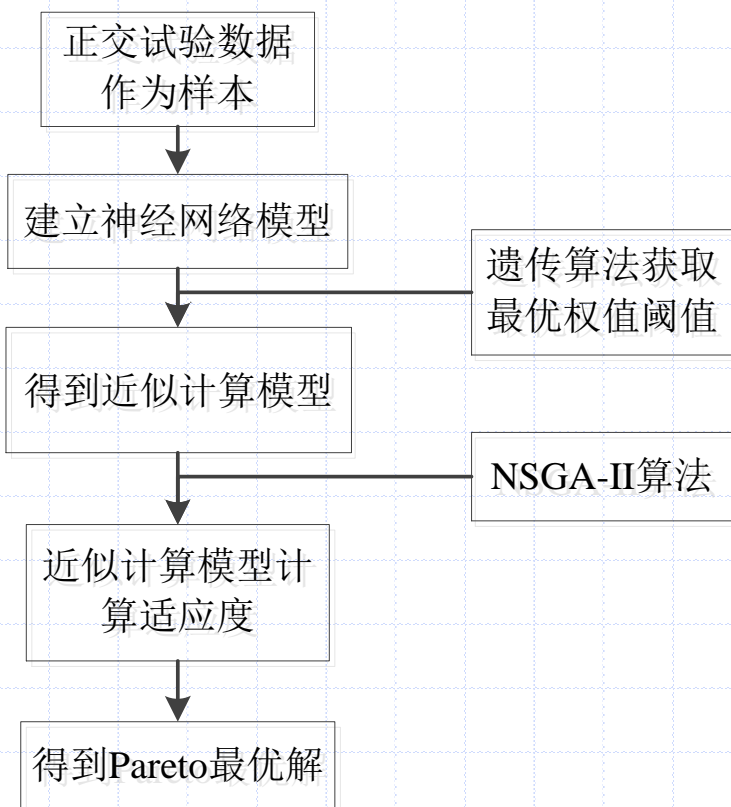 正交试验数据
作为样本
建立神经网络模型
遗传算法获取
最优权值阈值
得到近似计算模型
NSGA-II算法
近似计算模型计
算适应度
得到Pareto最优解